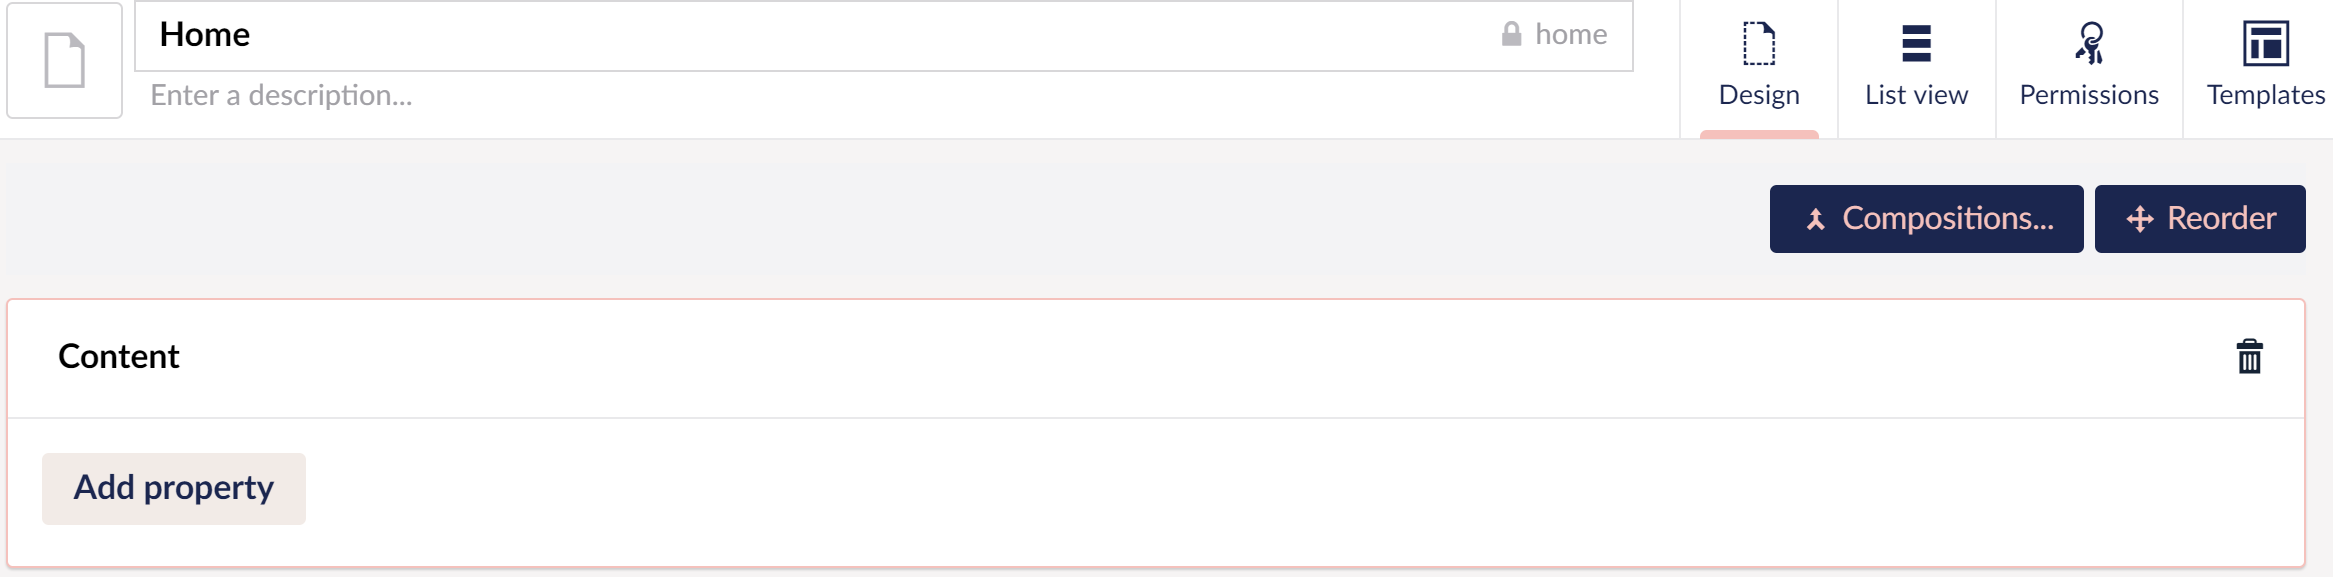 Home
home
Enter a description...
Design
List view
Permissions
Templates
Compositions...
Reorder
Content
Add property